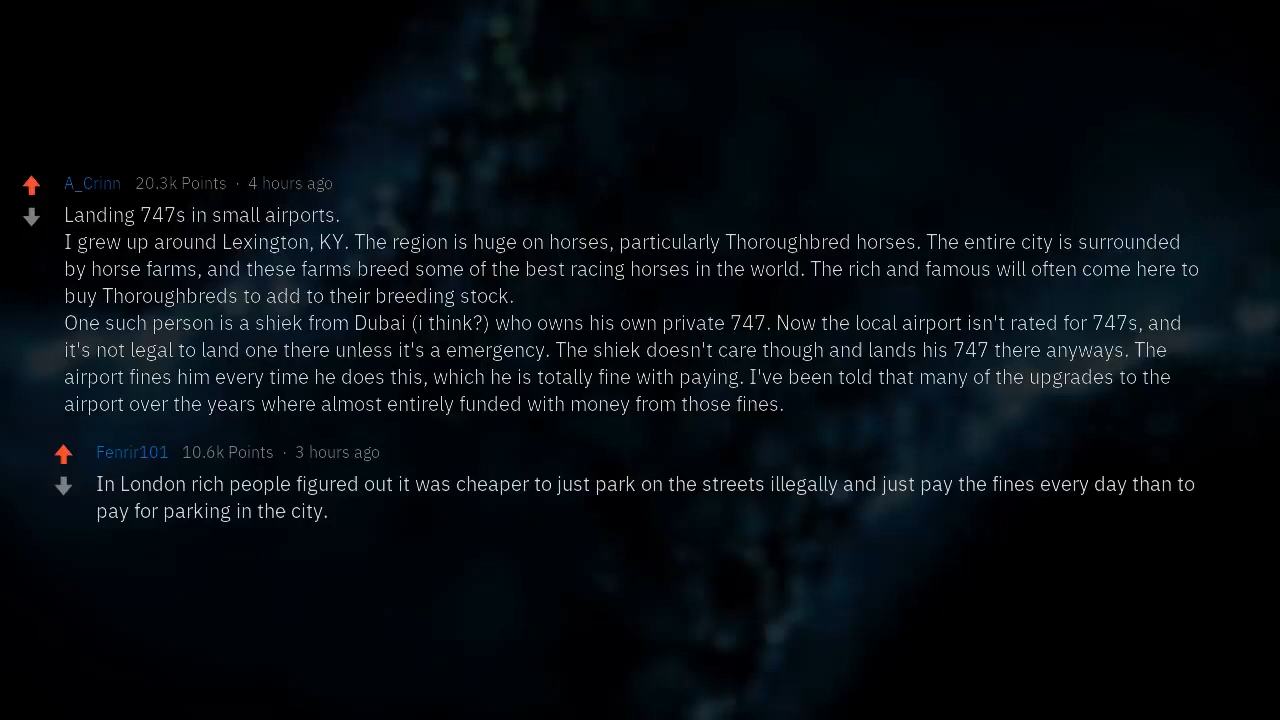 A_Crinn 20.3k Points · 4 hours ago
Landing 747s in small airports.
I grew up around Lexington, KY. The region is huge on horses, particularly Thoroughbred horses. The entire city is surrounded
by horse farms, and these farms breed some of the best racing horses in the world. The rich and famous will often come here to
buy Thoroughbreds to add to their breeding stock.
One such person is a shiek from Dubai (i think?) who owns his own private 747. Now the local airport isn't rated for 747s, and
it's not legal to land one there unless it's a emergency. The shiek doesn't care though and lands his 747 there anyways. The
airport fines him every time he does this, which he is totally fine with paying. I've been told that many of the upgrades to the
airport over the years where almost entirely funded with money from those fines.
Fenrir101 10.6k Points · 3 hours ago
In London rich people figured out it was cheaper to just park on the streets illegally and just pay the fines every day than to
pay for parking in the city.